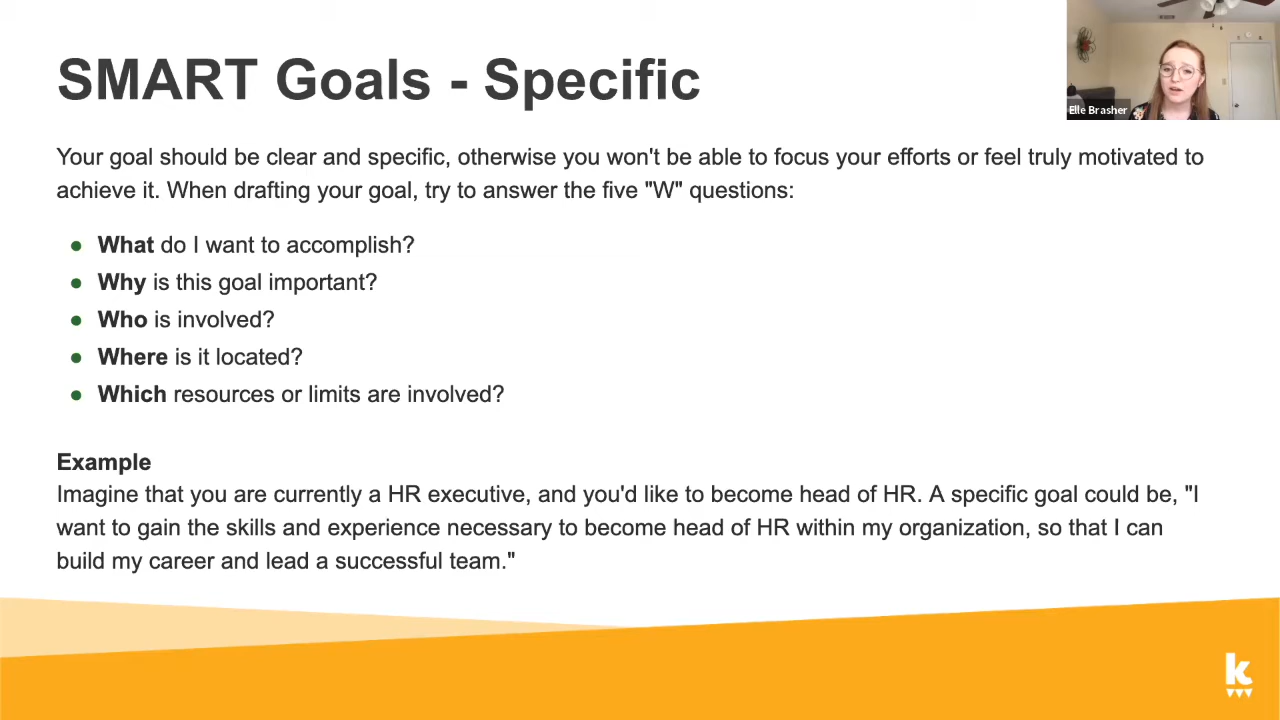 SMART Goals - Specific
Elle Brasher
Your goal should be clear and specific, otherwise you won't be able to focus your efforts or feel truly motivated to
achieve it. When drafting your goal, try to answer the five "W" questions:
● What do I want to accomplish?
● Why is this goal important?
● Who is involved?
● Where is it located?
● Which resources or limits are involved?
Example
Imagine that you are currently a HR executive, and you'd like to become head of HR. A specific goal could be, "I
want to gain the skills and experience necessary to become head of HR within my organization, so that I can
build my career and lead a successful team."
k